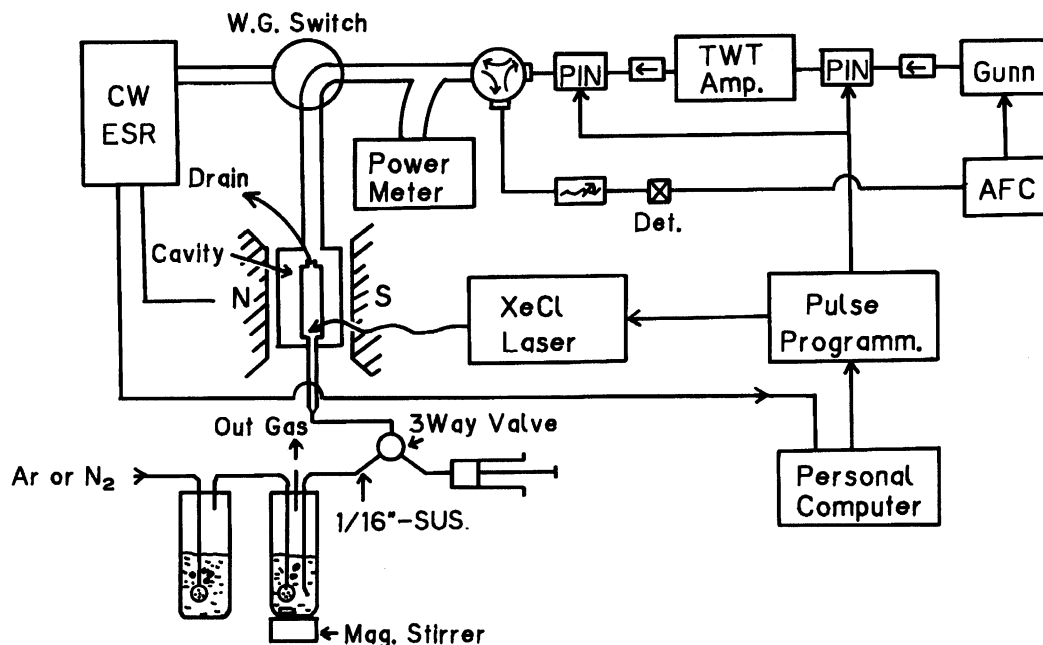 W.G. Switch
CW
ESR
PIN
TWT
Amp.
PIN
Gunn
Power
Meter
Det.
AFC
Drain
Cavity
N
S
XeCl
Laser
Pulse
Programm.
Out Gas
3Way Valve
Ar or N₂
1/16"-SUS.
Personal
Computer
Mag. Stirrer